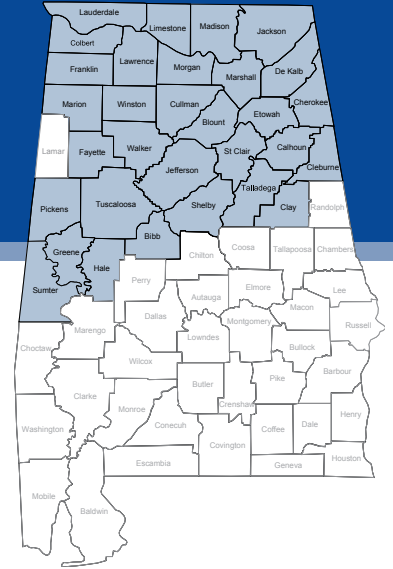 Lauderdale
Limestone
Madison
Jackson
Colbert
Lawrence
Franklin
Morgan
Marshall
De Kalb
Marion
Winston
Cullman
Etowah
Cherokee
Blount
Lamar
Fayette
Walker
St Clair
Calhoun
Jefferson
Cleburne
Talladega
Pickens
Tuscaloosa
Shelby
Clay
Randolph
Bibb
Greene
Hale
Chilton
Coosa
Tallapoosa
Chambers
Sumter
Perry
Autauga
Elmore
Lee
Macon
Marengo
Dallas
Montgomery
Russell
Choctaw
Lowndes
Bullock
Wilcox
Barbour
Clarke
Butler
Pike
Monroe
Crenshaw
Henry
Washington
Conecuh
Coffee
Dale
Covington
Escambia
Geneva
Houston
Mobile
Baldwin